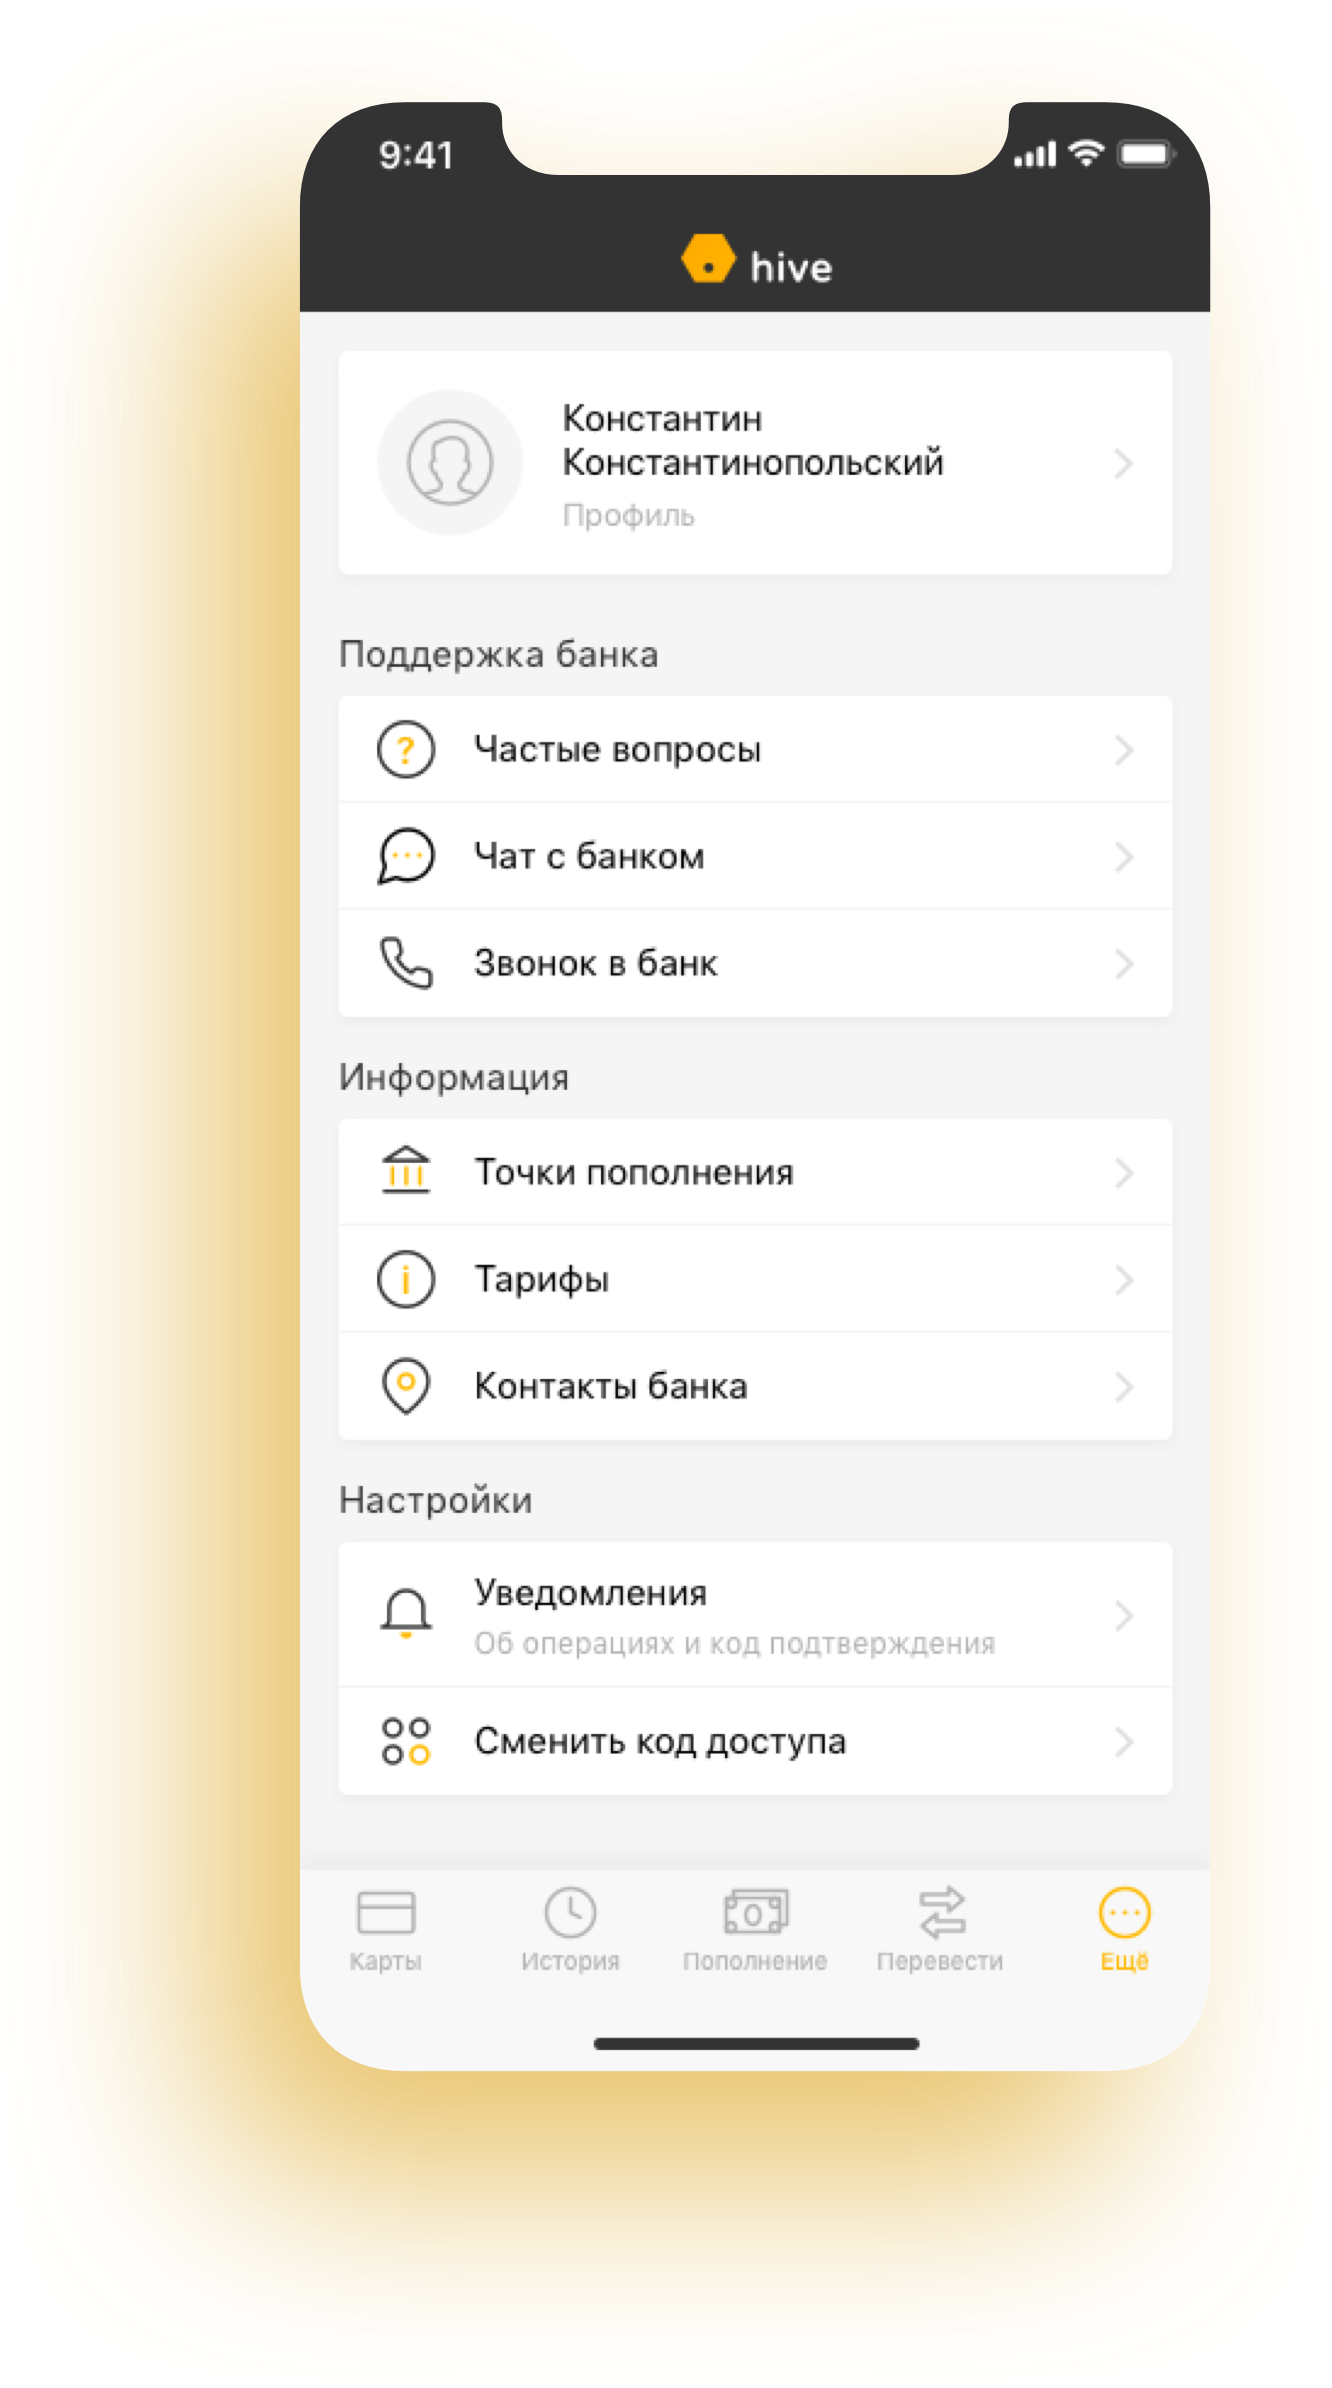 9:41
hive
Константин
Константинопольский
Профиль
Поддержка банка
Частые вопросы
Чат с банком
Звонок в банк
Информация
Точки пополнения
Тарифы
Контакты банка
Настройки
Уведомления
Об операциях и код подтверждения
Сменить код доступа
Карты История Пополнение Перевести Ещё